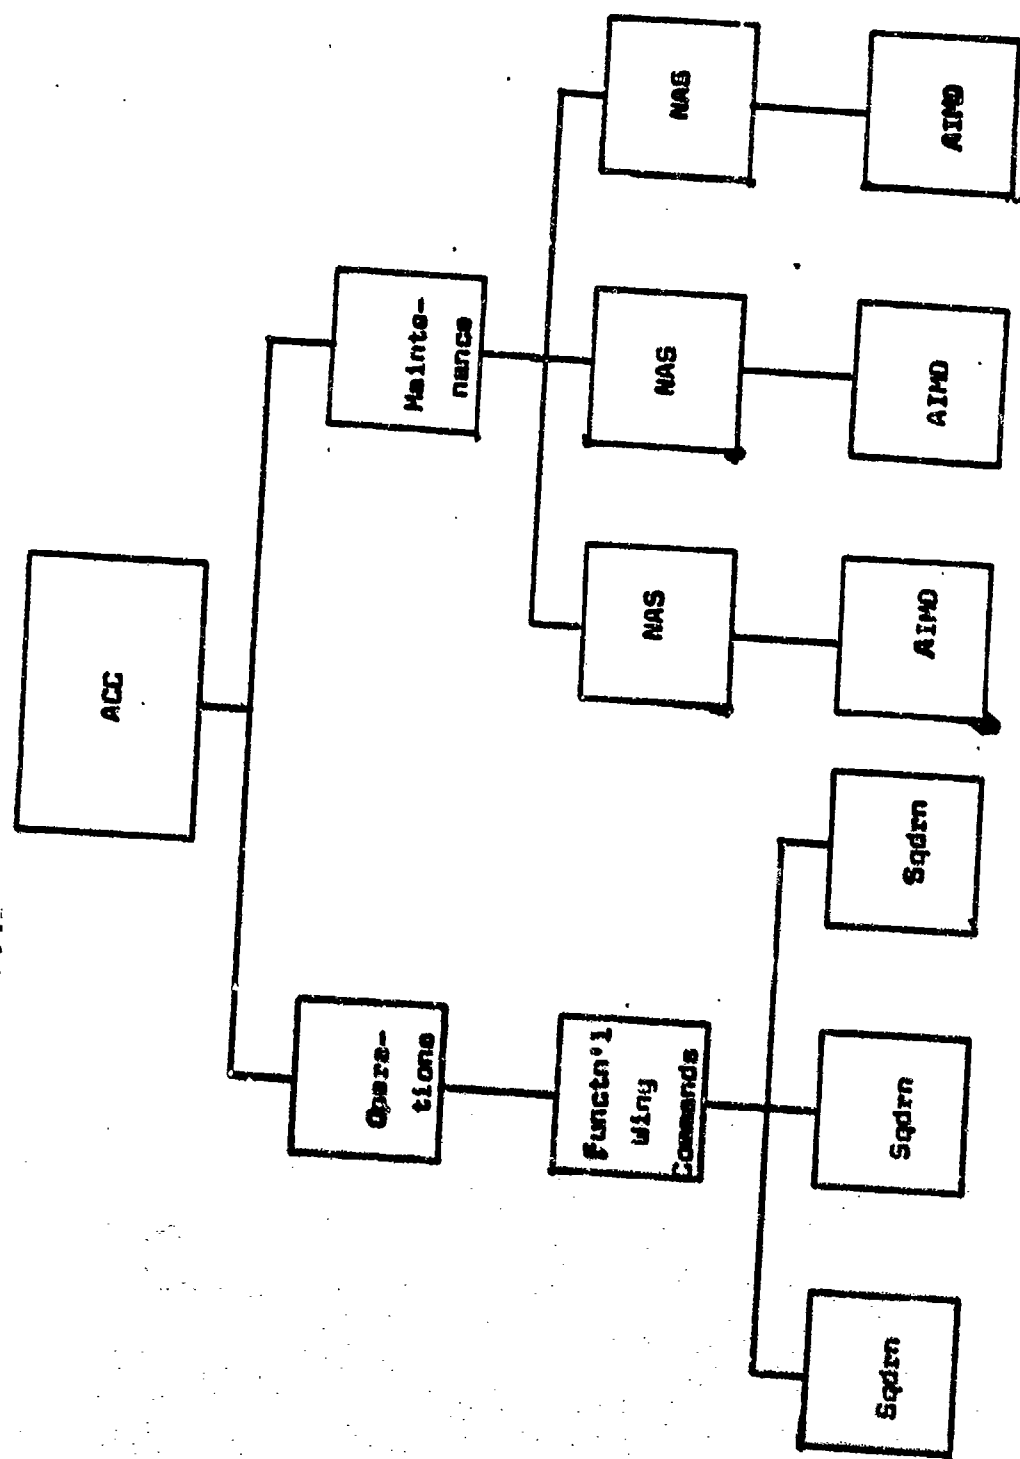 ACC
Opera-
tions
Mainte-
nance
Functn'l
Wing
Commands
NAS
NAS
NAS
Sqdrn
Sqdrn
Sqdrn
AIMD
AIMD
AIMD